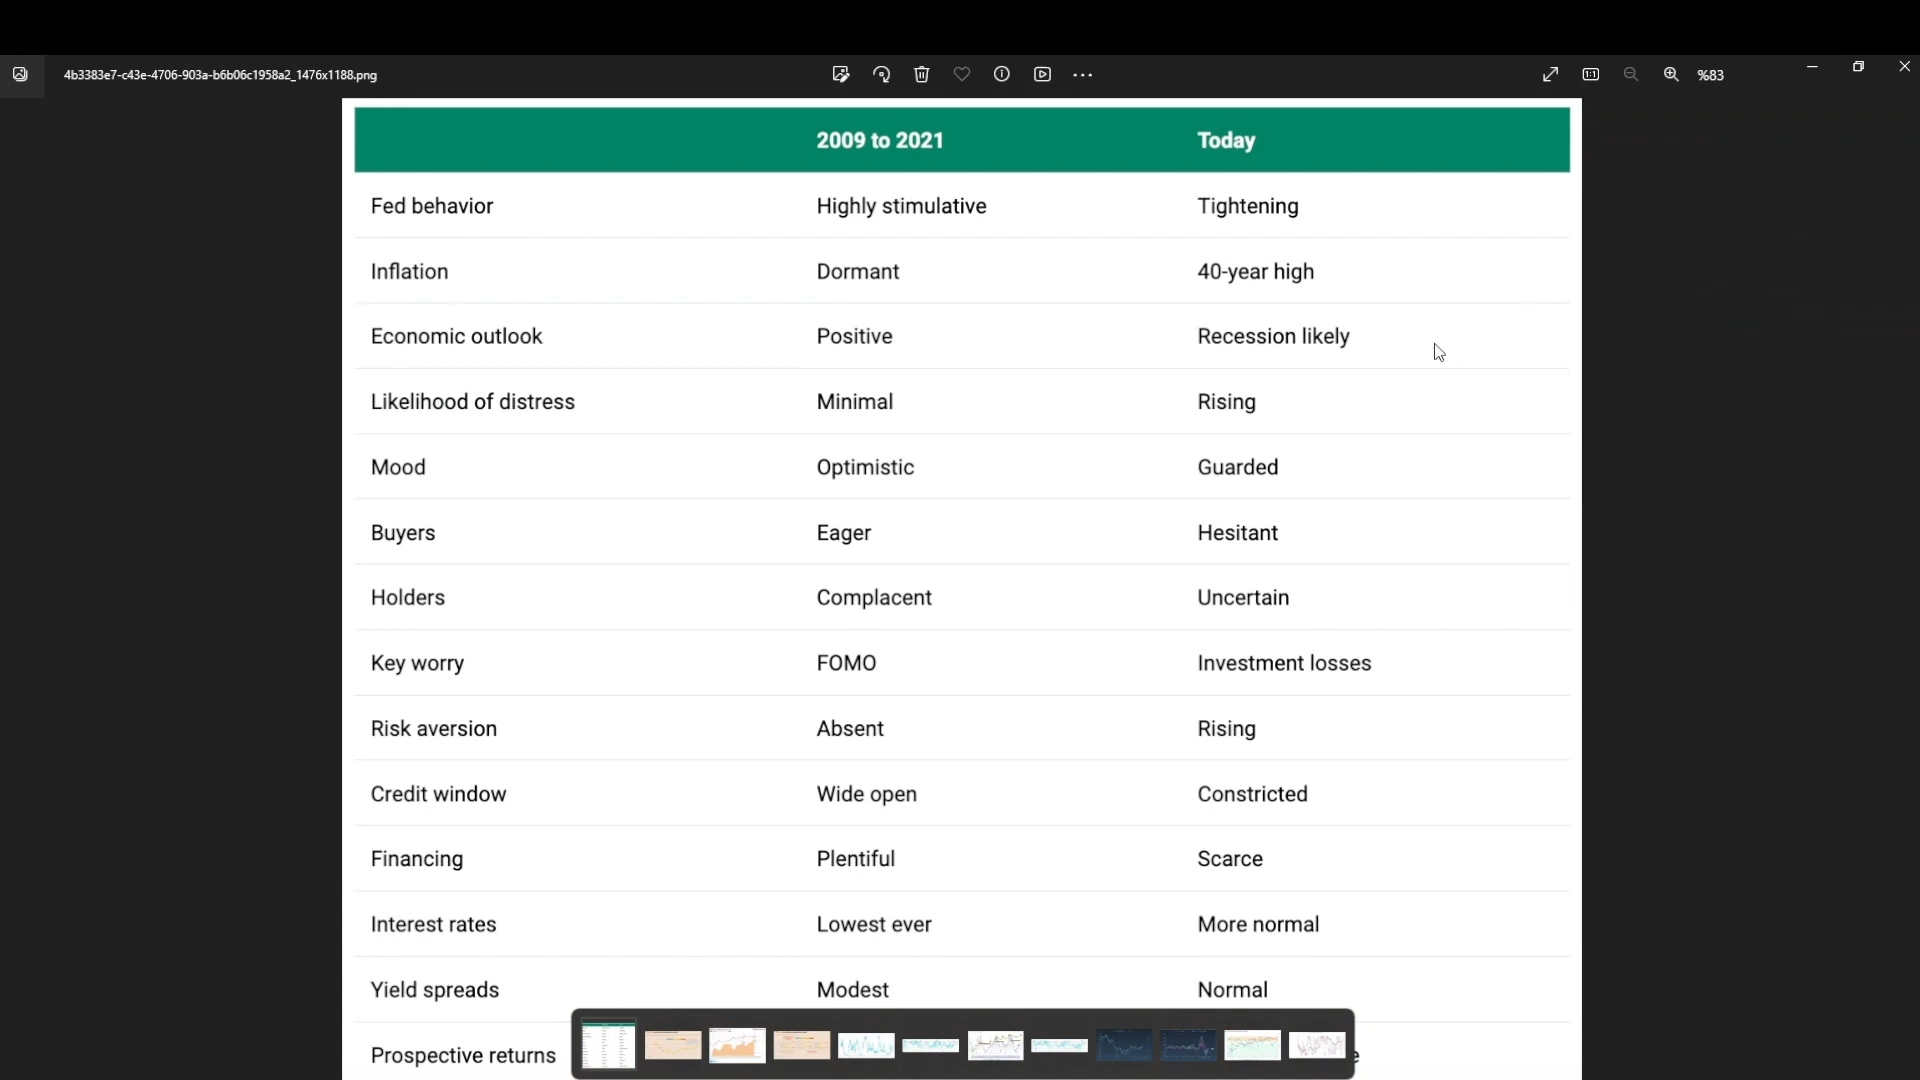 4b3383e7-c43e-4706-903a-b6b06c1958a2_1476x1188.png %83
2009 to 2021 Today
Fed behavior Highly stimulative Tightening
Inflation Dormant 40-year high
Economic outlook Positive Recession likely
Likelihood of distress Minimal Rising
Mood Optimistic Guarded
Buyers Eager Hesitant
Holders Complacent Uncertain
Key worry FOMO Investment losses
Risk aversion Absent Rising
Credit window Wide open Constricted
Financing Plentiful Scarce
Interest rates Lowest ever More normal
Yield spreads Modest Normal
Prospective returns